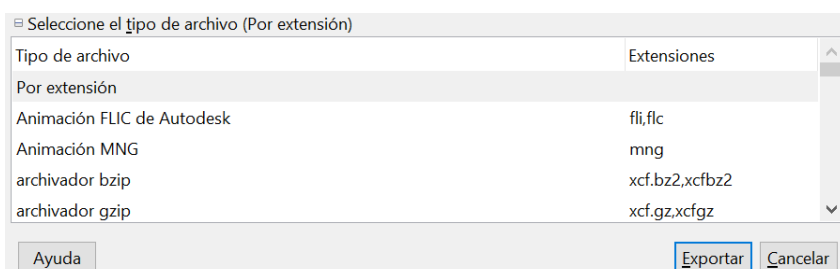 Seleccione el tipo de archivo (Por extensión)
Tipo de archivo Extensiones
Por extensión
Animación FLIC de Autodesk fli,flc
Animación MNG mng
archivador bzip xcf.bz2,xcfbz2
archivador gzip xcf.gz,xcfgz
Ayuda Exportar Cancelar